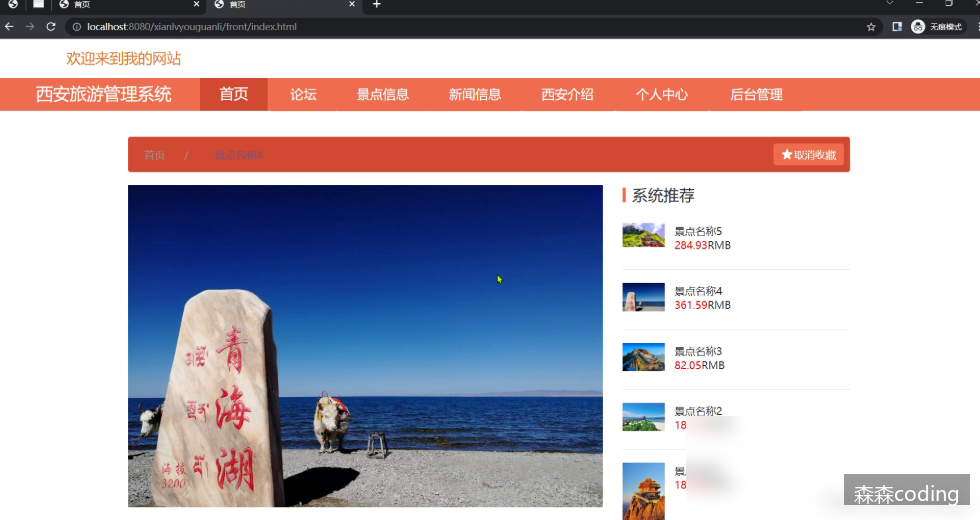 首页
首页
localhost:8080/xianlvyouguanli/front/index.html
无痕模式
欢迎来到我的网站
西安旅游管理系统 首页 论坛 景点信息 新闻信息 西安介绍 个人中心 后台管理
首页 / 景点名称4
取消收藏
青海湖
海拔
3200
系统推荐
景点名称5
284.93RMB
景点名称4
361.59RMB
景点名称3
82.05RMB
景点名称2
18
景
18
森森coding